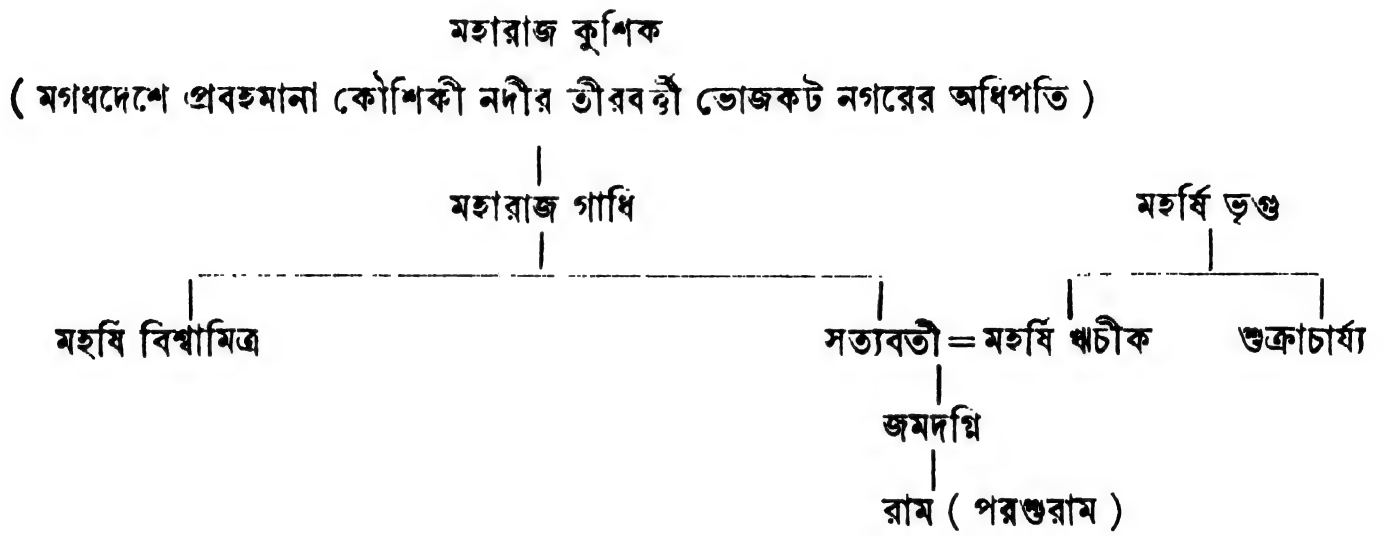 মহারাজ কুশিক
( মগধদেশে প্রবহমানা কৌশিকী নদীর তীরবর্ত্তী ভোজকট নগরের অধিপতি )
মহারাজ গাধি
মহর্ষি ভৃগু
মহর্ষি বিশ্বামিত্র
সত্যবতী = মহর্ষি ঋচীক
শুক্রাচার্য্য
জমদগ্নি
রাম ( পরশুরাম )